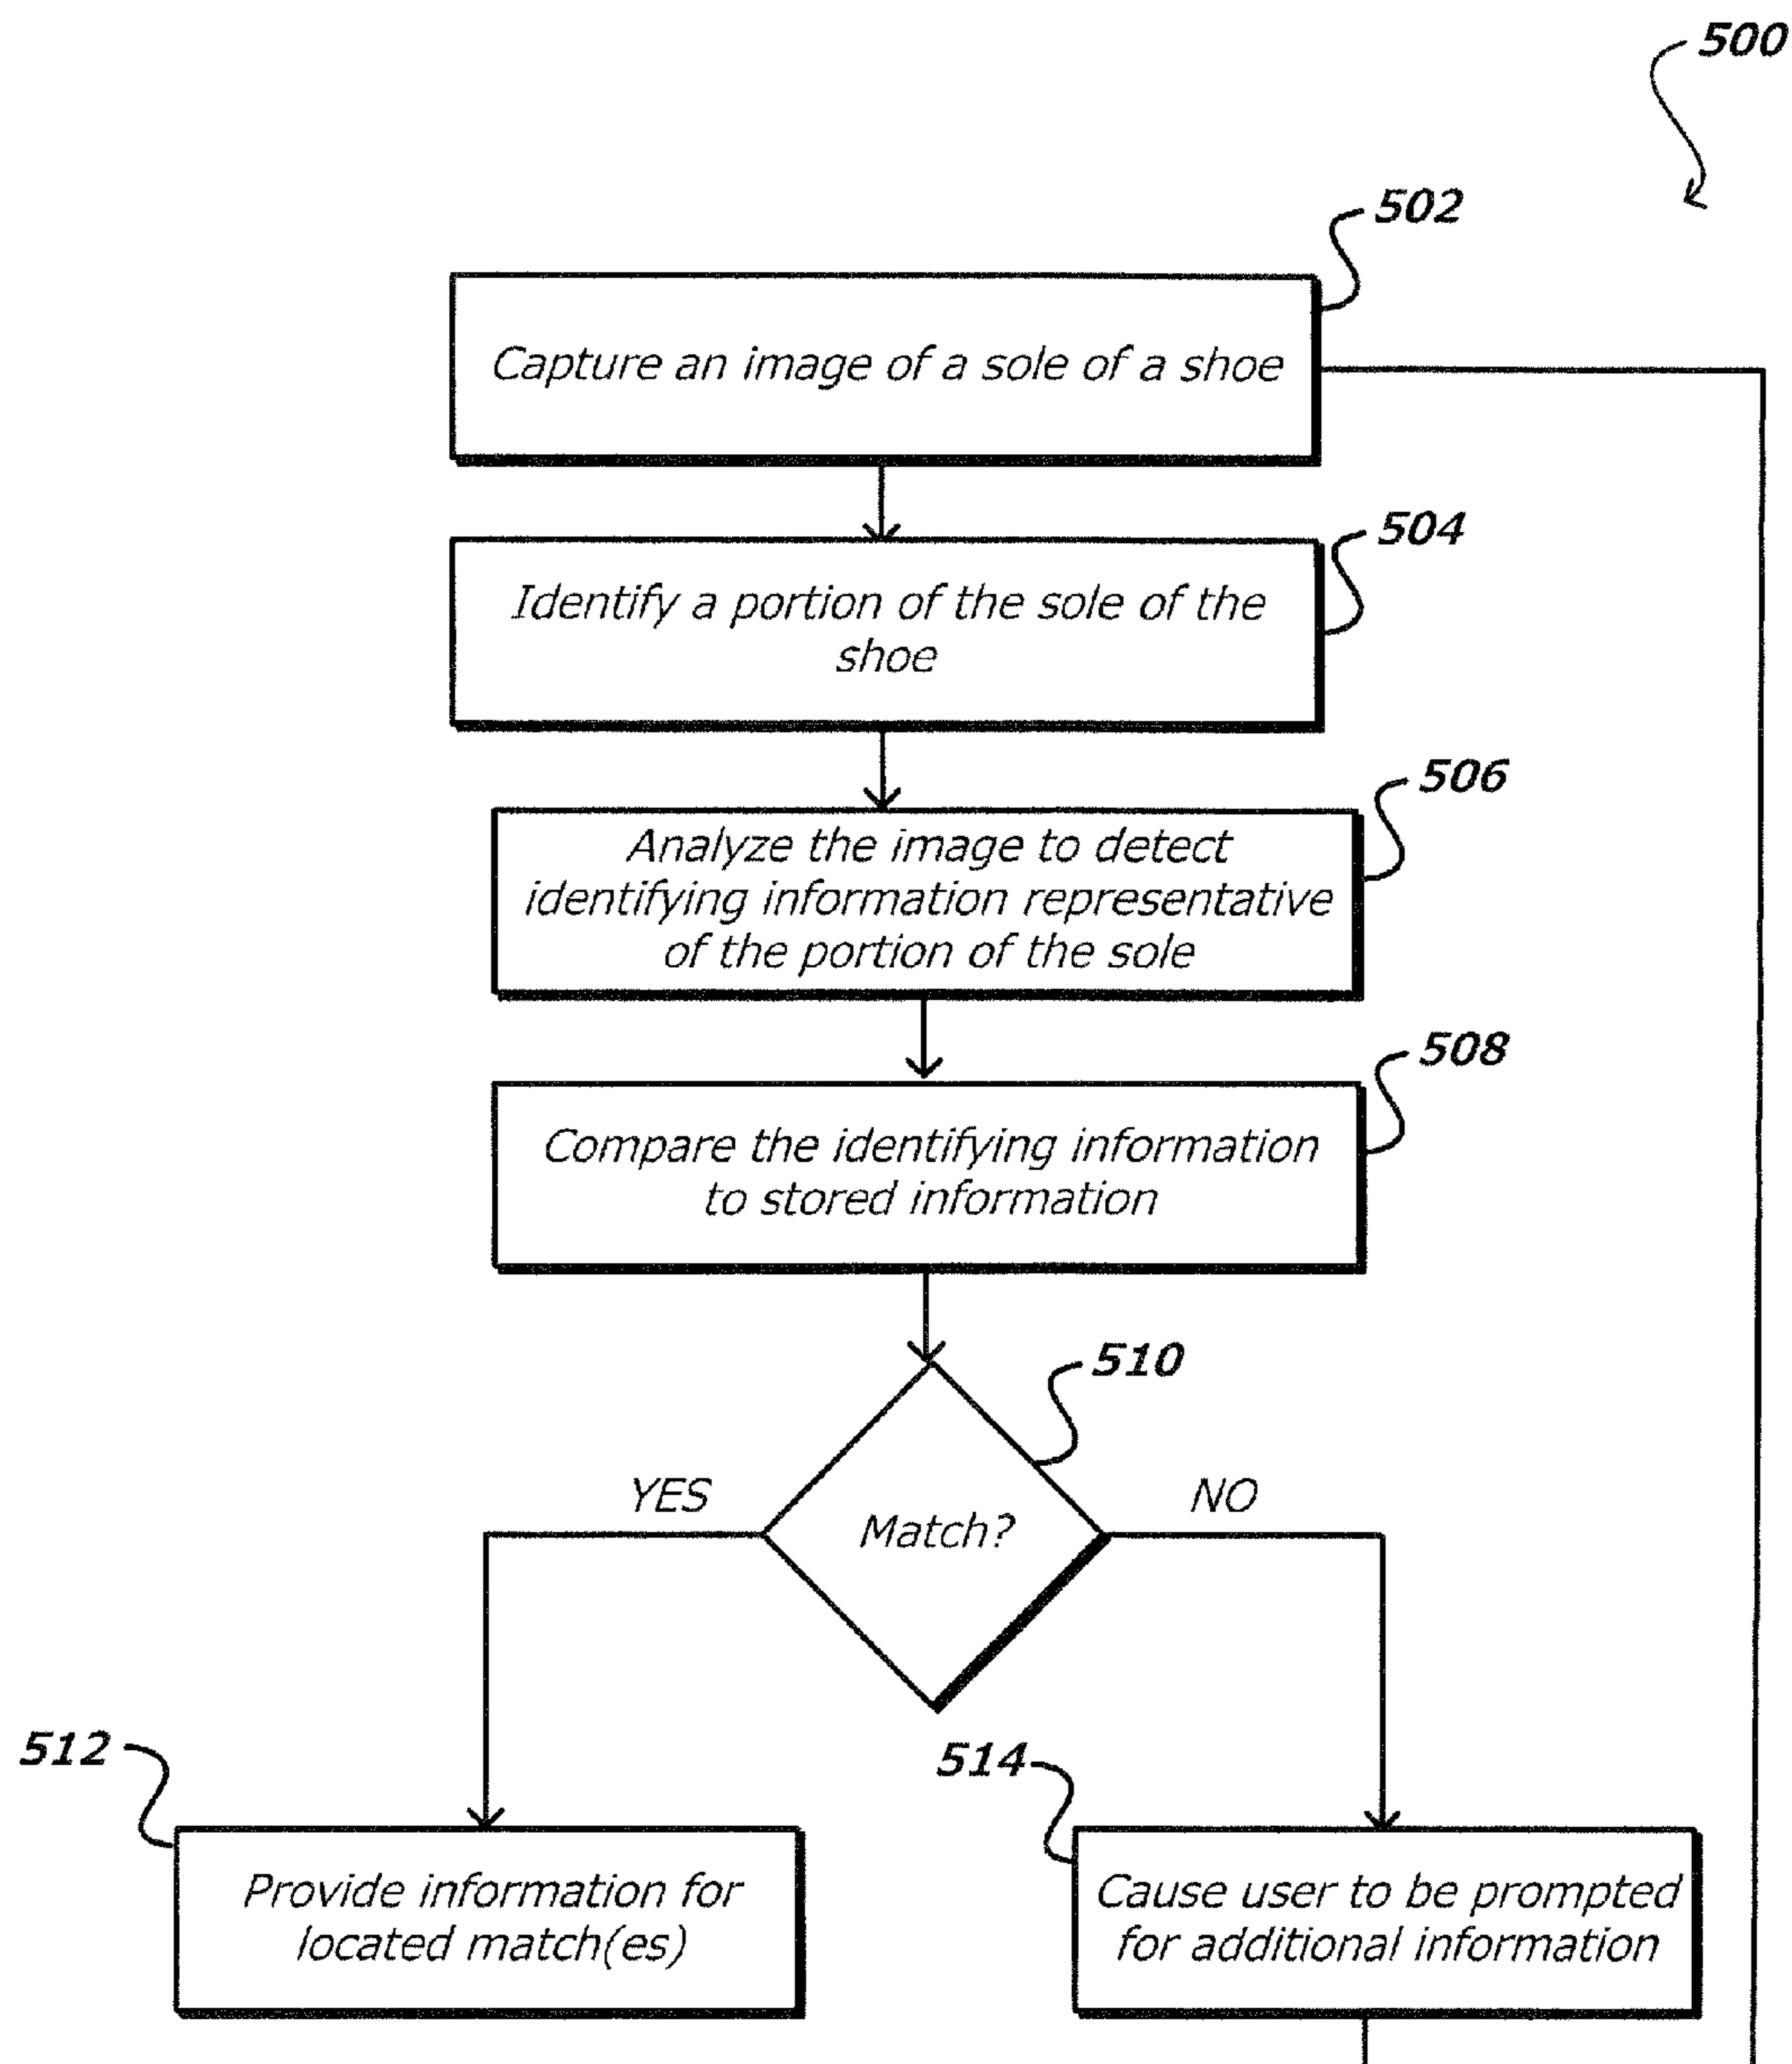 500
502
Capture an image of a sole of a shoe
504
Identify a portion of the sole of the
shoe
506
Analyze the image to detect
identifying information representative
of the portion of the sole
508
Compare the identifying information
to stored information
510
YES
Match?
NO
512
Provide information for
located match(es)
514
Cause user to be prompted
for additional information